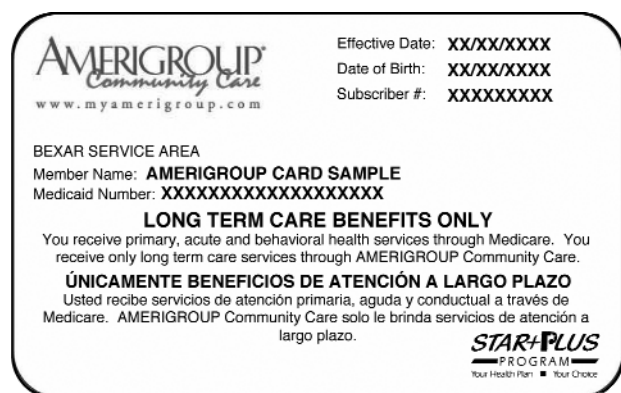 AMERIGROUP®
Community Care
www.myamerigroup.com
Effective Date: XX/XX/XXXX
Date of Birth: XX/XX/XXXX
Subscriber #: XXXXXXXXX
BEXAR SERVICE AREA
Member Name: AMERIGROUP CARD SAMPLE
Medicaid Number: XXXXXXXXXXXXXXXXXXX
LONG TERM CARE BENEFITS ONLY
You receive primary, acute and behavioral health services through Medicare. You
receive only long term care services through AMERIGROUP Community Care.
ÚNICAMENTE BENEFICIOS DE ATENCIÓN A LARGO PLAZO
Usted recibe servicios de atención primaria, aguda y conductual a través de
Medicare. AMERIGROUP Community Care solo le brinda servicios de atención a
largo plazo.
STAR+PLUS
PROGRAM
Your Health Plan ■ Your Choice